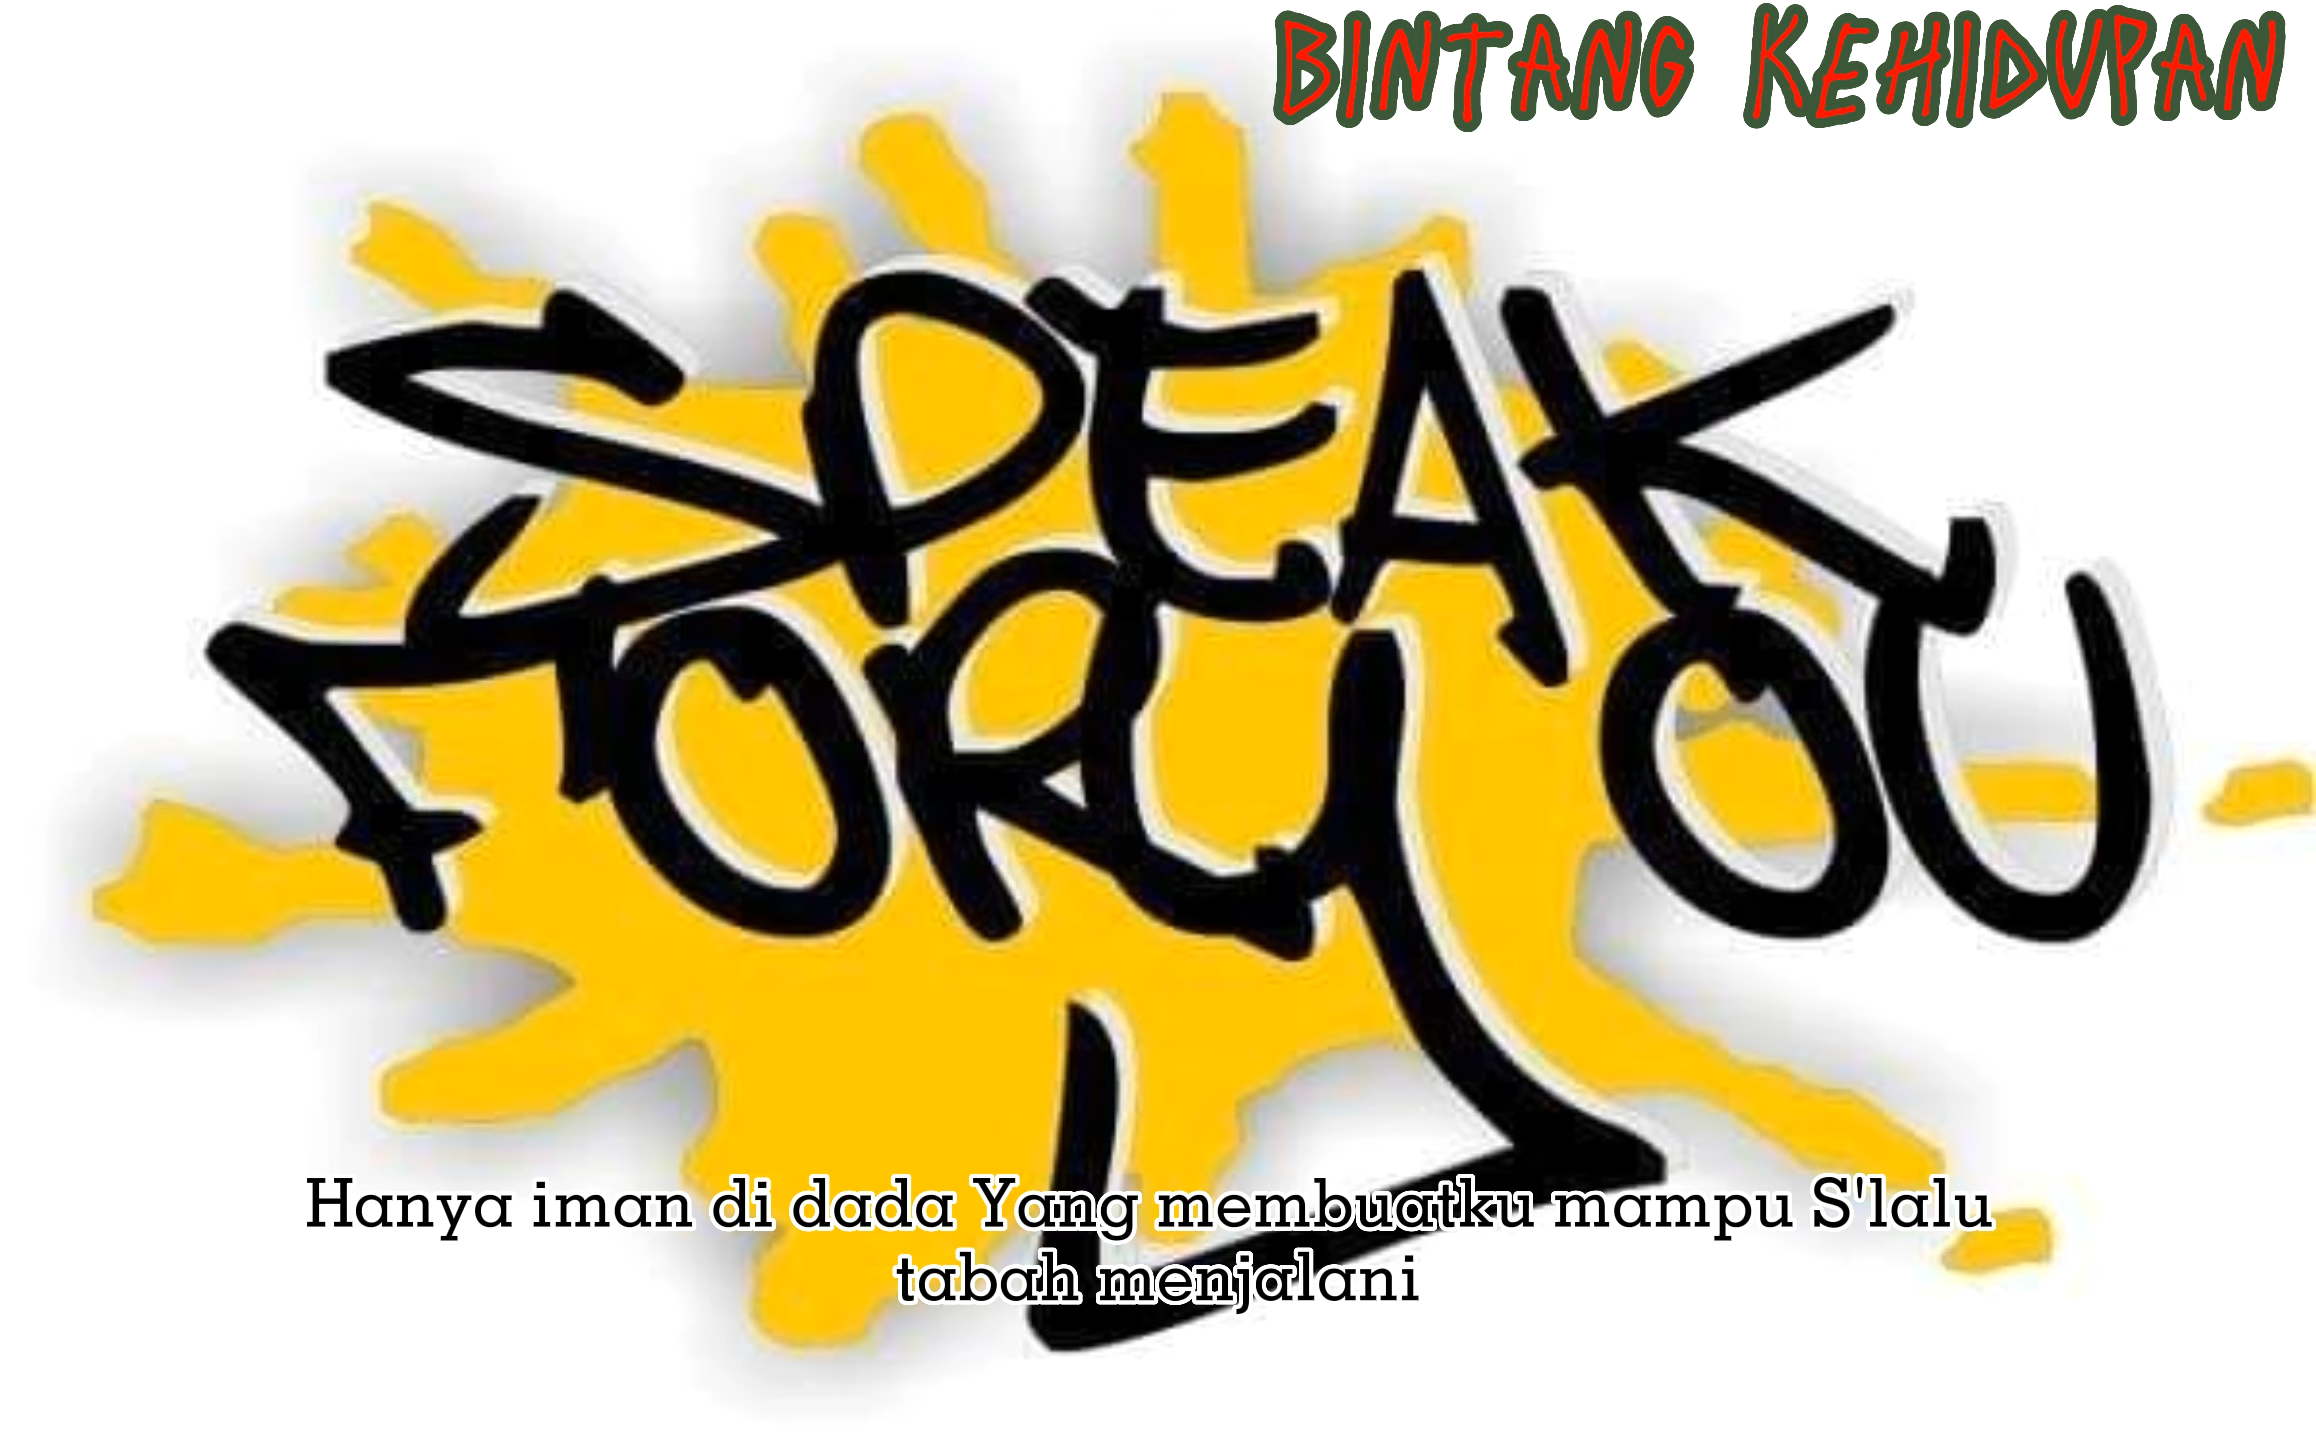 BINTANG KEHIDUPAN
SPEAK
FOR YOU
Hanya iman di dada Yang membuatku mampu S'lalu
tabah menjalani